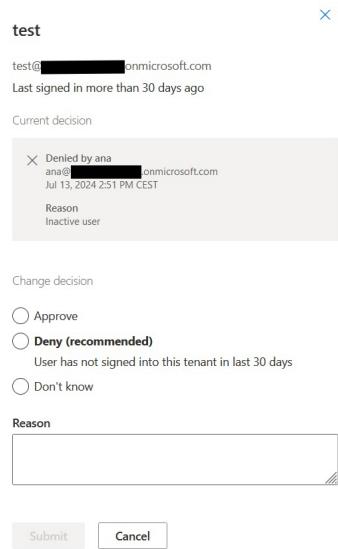 test
test@ onmicrosoft.com
Last signed in more than 30 days ago
Current decision
Denied by ana
ana@ .onmicrosoft.com
Jul 13, 2024 2:51 PM CEST
Reason
Inactive user
Change decision
Approve
Deny (recommended)
User has not signed into this tenant in last 30 days
Don't know
Reason
Submit Cancel